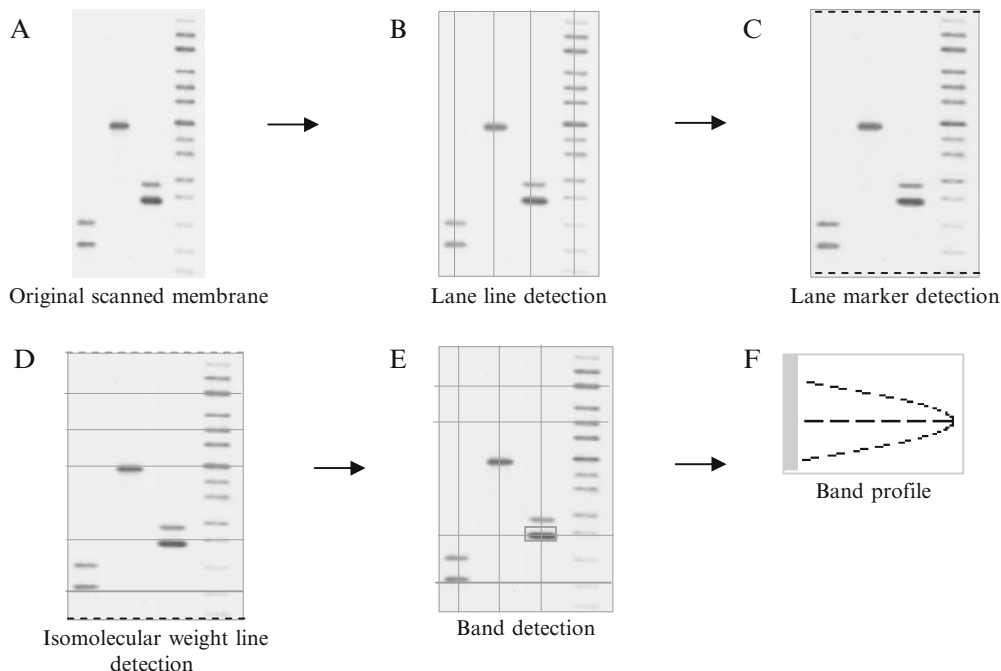 A
B
C
Original scanned membrane
Lane line detection
Lane marker detection
D
E
F
Band profile
Isomolecular weight line
detection
Band detection